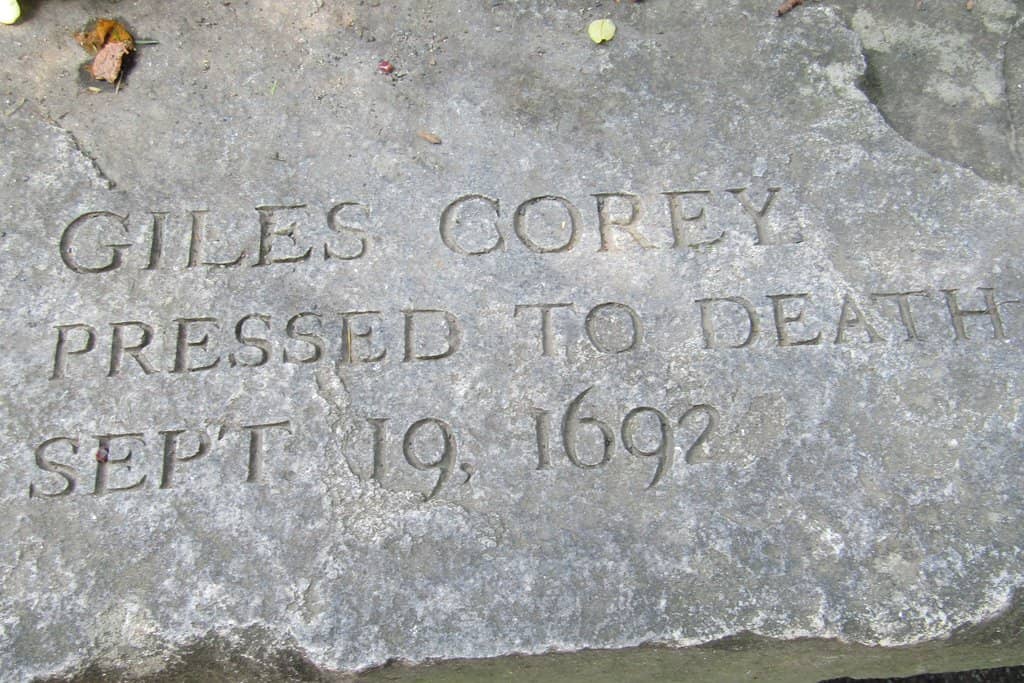 GILES COREY
PRESSED TO DEATH
SEPT. 19, 1692